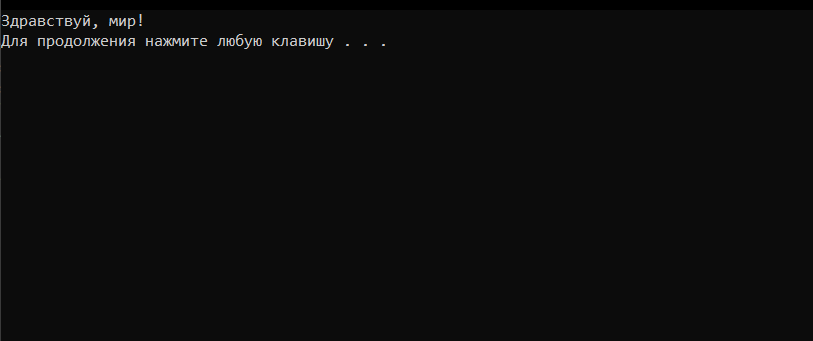 Здравствуй, мир!
Для продолжения нажмите любую клавишу . . .